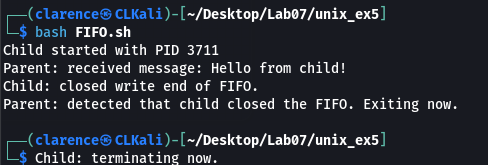 ┌──(clarence㉿CLKali)-[~/Desktop/Lab07/unix_ex5]
└─$ bash FIFO.sh
Child started with PID 3711
Parent: received message: Hello from child!
Child: closed write end of FIFO.
Parent: detected that child closed the FIFO. Exiting now.
┌──(clarence㉿CLKali)-[~/Desktop/Lab07/unix_ex5]
└─$ Child: terminating now.